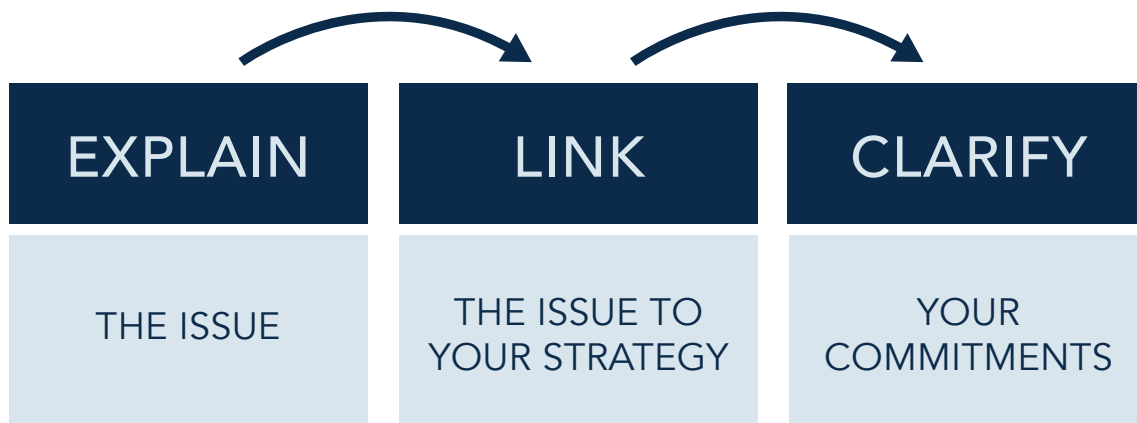 EXPLAIN
THE ISSUE
LINK
THE ISSUE TO
YOUR STRATEGY
CLARIFY
YOUR
COMMITMENTS